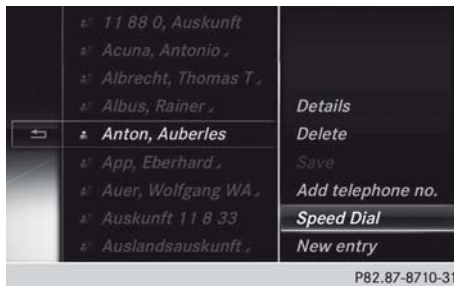 11 88 0, Auskunft
Acuna, Antonio
Albrecht, Thomas T
Albus, Rainer
Anton, Auberles
App, Eberhard
Auer, Wolfgang WA
Auskunft 11 8 33
Auslandsauskunft
Details
Delete
Save
Add telephone no.
Speed Dial
New entry
P82.87-8710-31